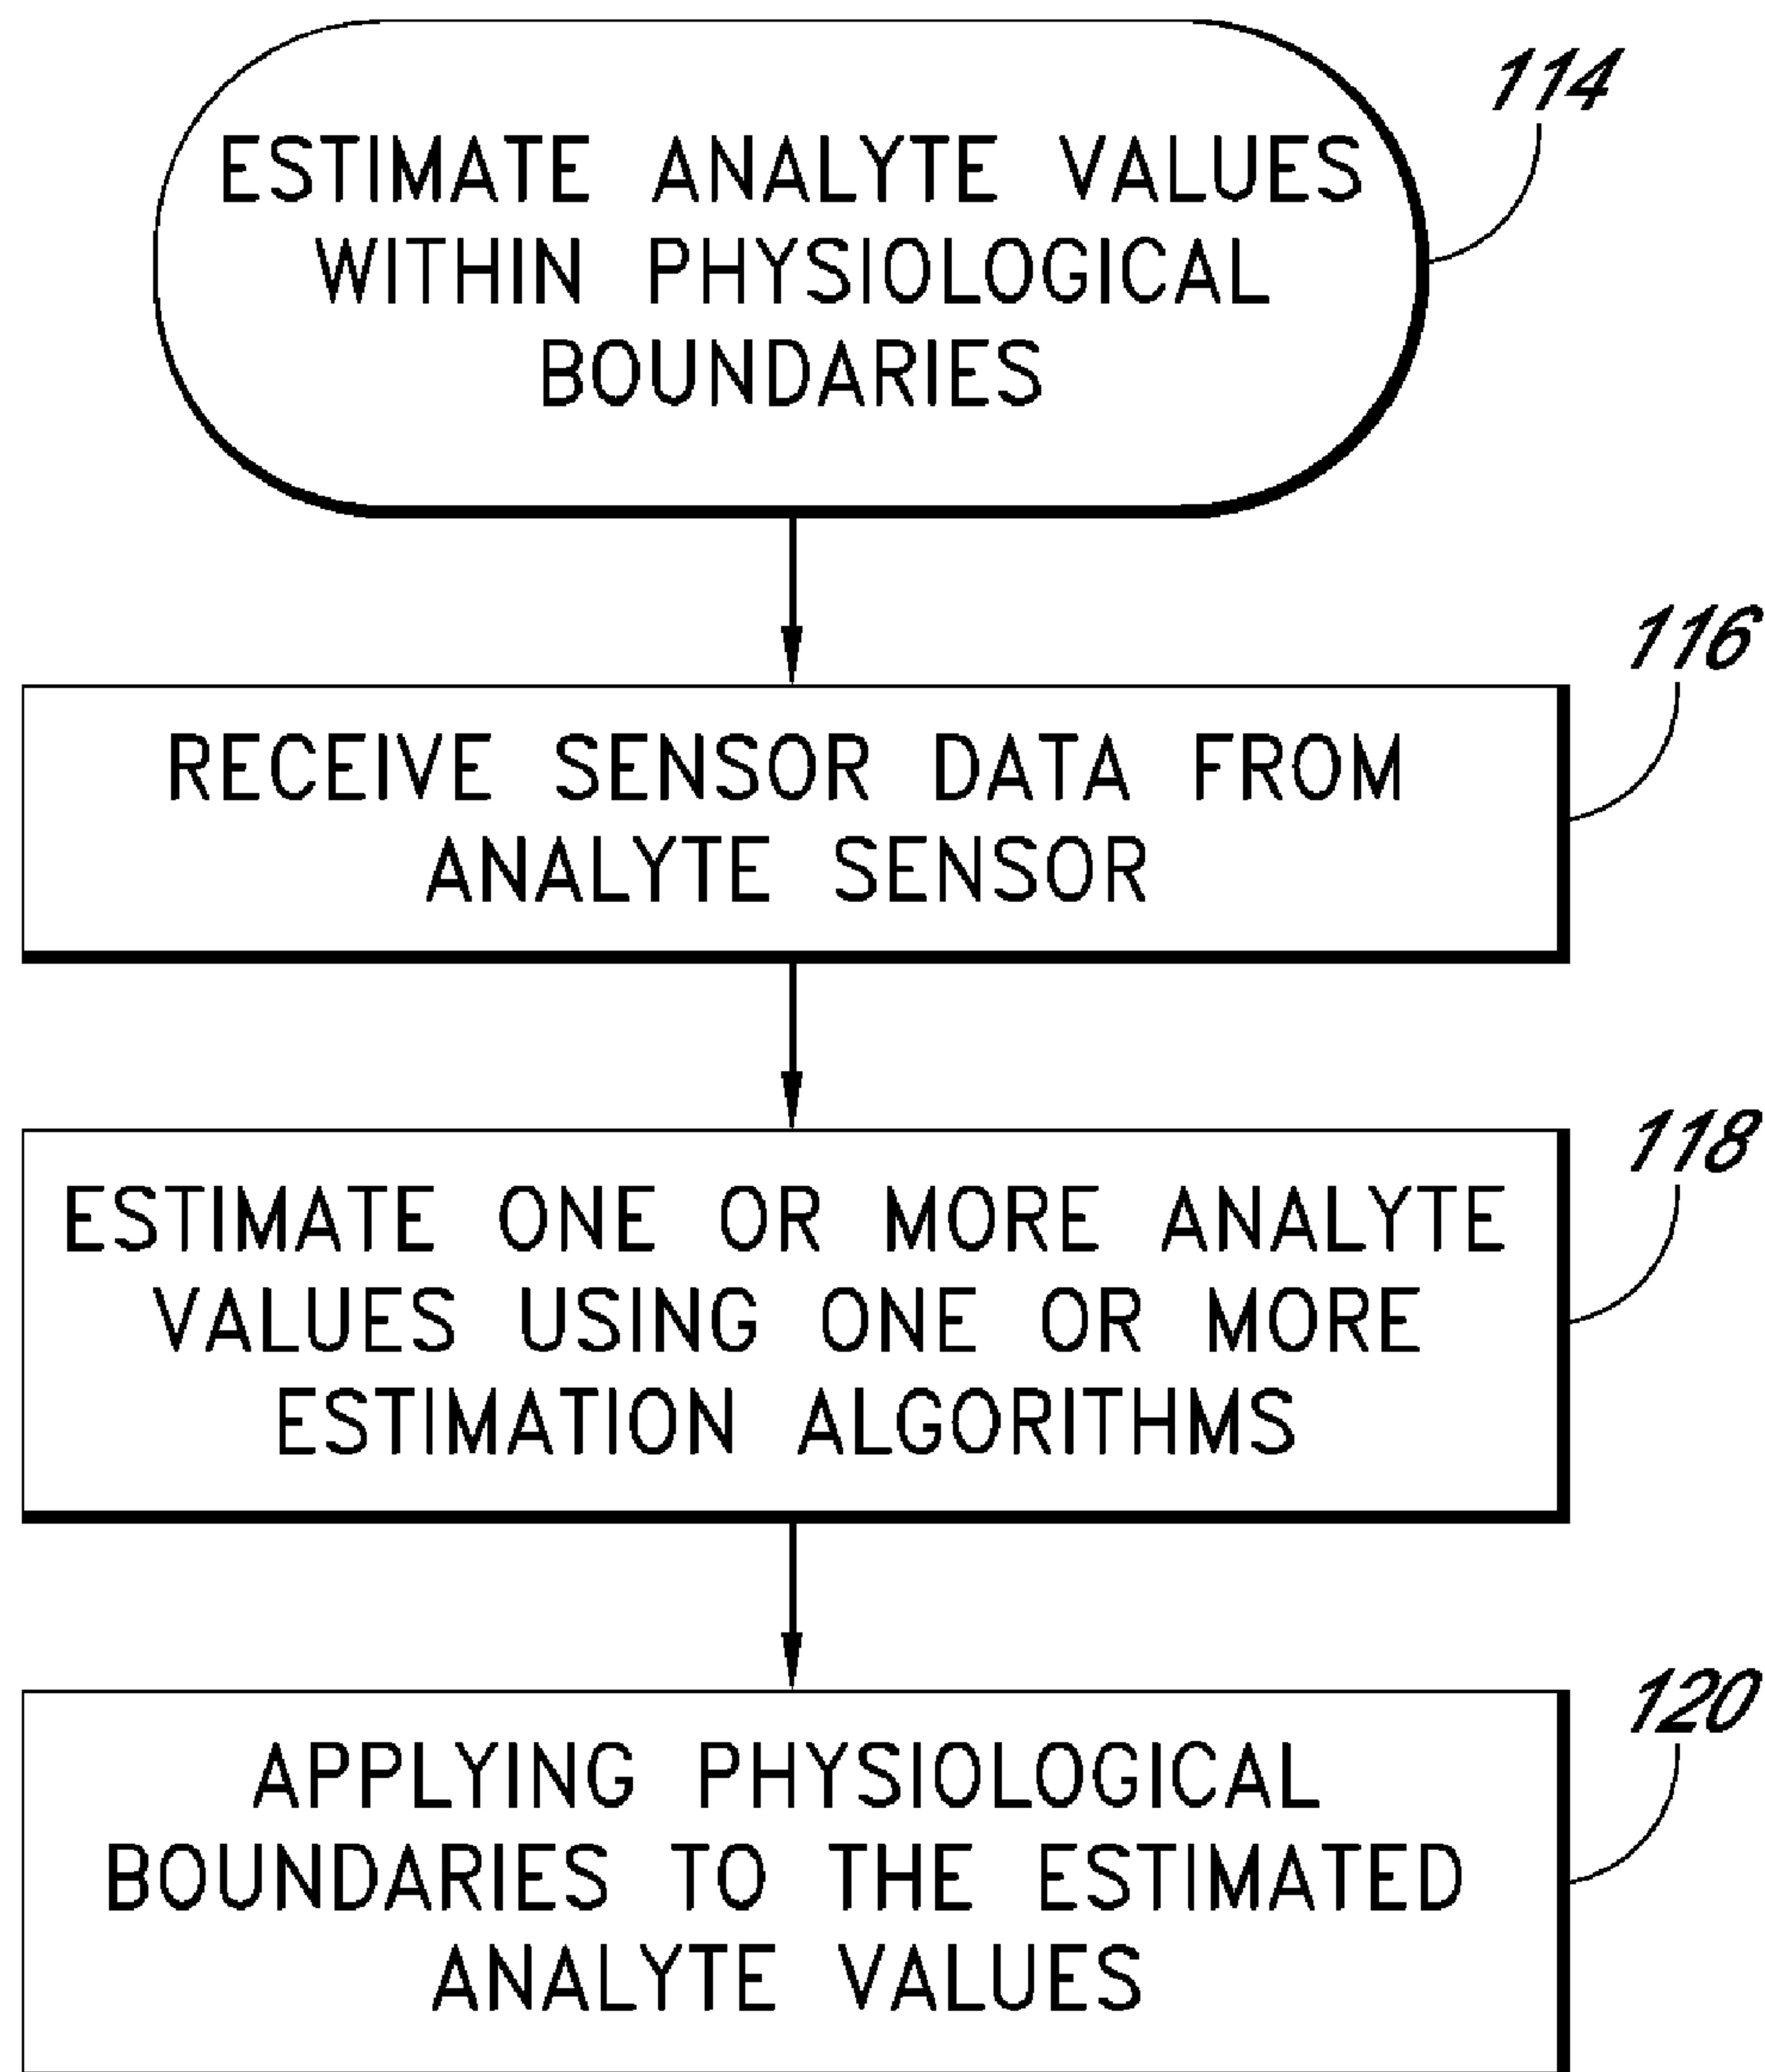 114
ESTIMATE ANALYTE VALUES
WITHIN PHYSIOLOGICAL
BOUNDARIES
116
RECEIVE SENSOR DATA FROM
ANALYTE SENSOR
118
ESTIMATE ONE OR MORE ANALYTE
VALUES USING ONE OR MORE
ESTIMATION ALGORITHMS
120
APPLYING PHYSIOLOGICAL
BOUNDARIES TO THE ESTIMATED
ANALYTE VALUES